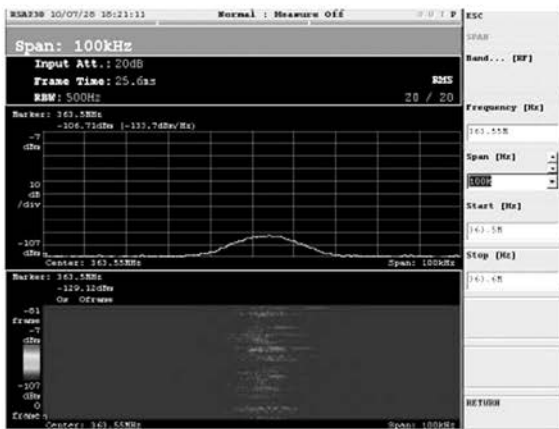 RSA230 10/07/28 18:21:11 Normal : Measure Off
ESC
Span: 100kHz
SPAN
Input Att.: 20dB
Band... [RF]
Frame Time: 25.6ms
RMS
RBW: 500Hz
20 / 20
Marker: 363.5MHz
Frequency [Hz]
-106.71dBm (-133.7dBm/Hz)
-7
dBm
363.55M
Span [Hz]
10
dB
/div
100k
Start [Hz]
363.5M
-107
dBm
Center: 363.55MHz Span: 100kHz
Stop [Hz]
Marker: 363.5MHz
363.6M
-129.12dBm
0s 0frame
-81
frame
-7
dBm
-107
dBm
0
frame
RETURN
Center: 363.55MHz Span: 100kHz